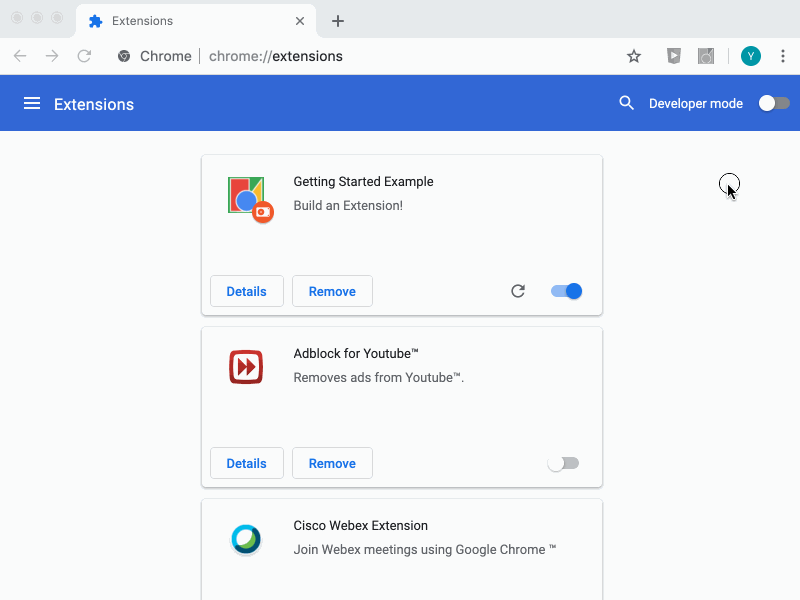 Extensions
Chrome | chrome://extensions
Y
Extensions
Developer mode
Getting Started Example
Build an Extension!
Details
Remove
Adblock for Youtube™
Removes ads from Youtube™.
Details
Remove
Cisco Webex Extension
Join Webex meetings using Google Chrome ™